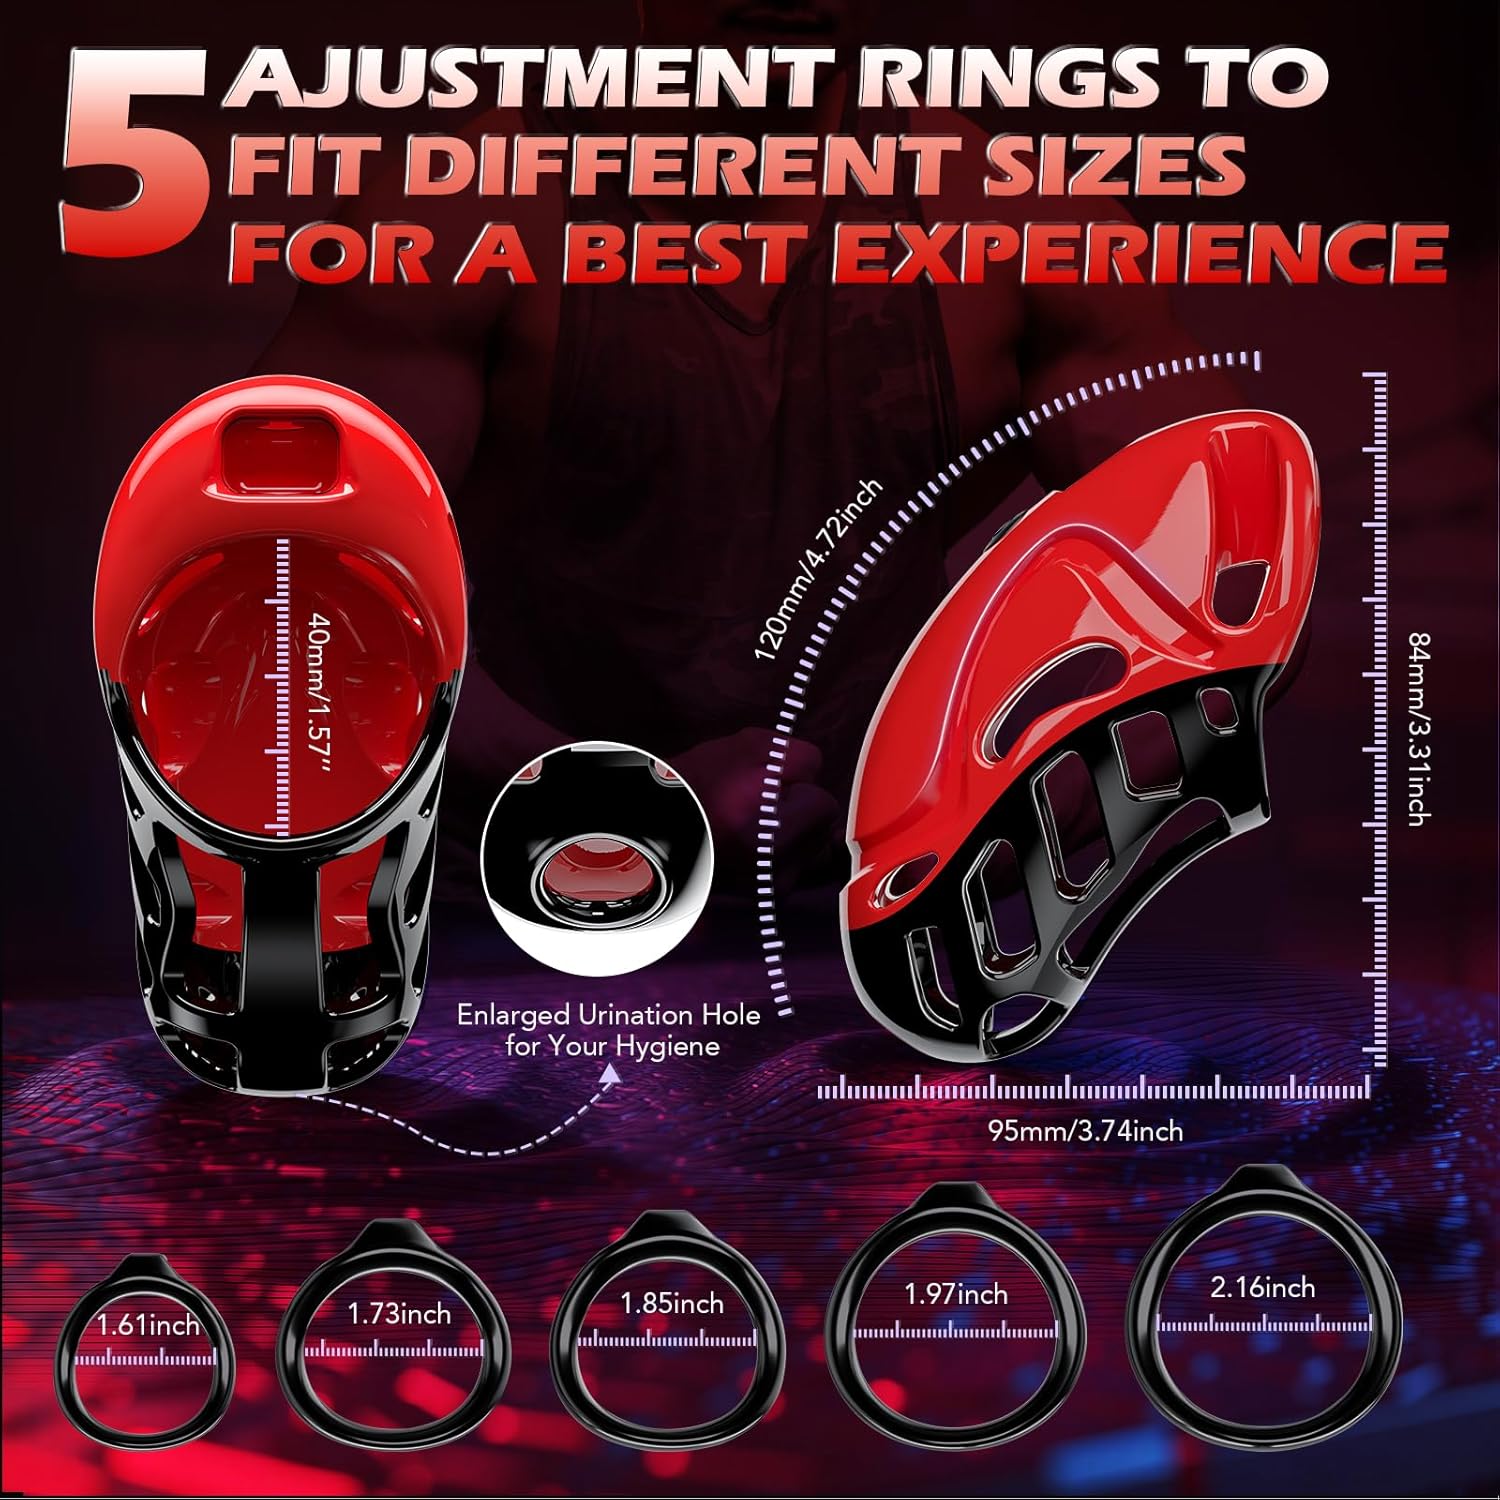 5 AJUSTMENT RINGS TO
FIT DIFFERENT SIZES
FOR A BEST EXPERIENCE
40mm/1.57"
120mm/4.72inch
84mm/3.31inch
Enlarged Urination Hole
for Your Hygiene
95mm/3.74inch
1.61inch
1.73inch
1.85inch
1.97inch
2.16inch